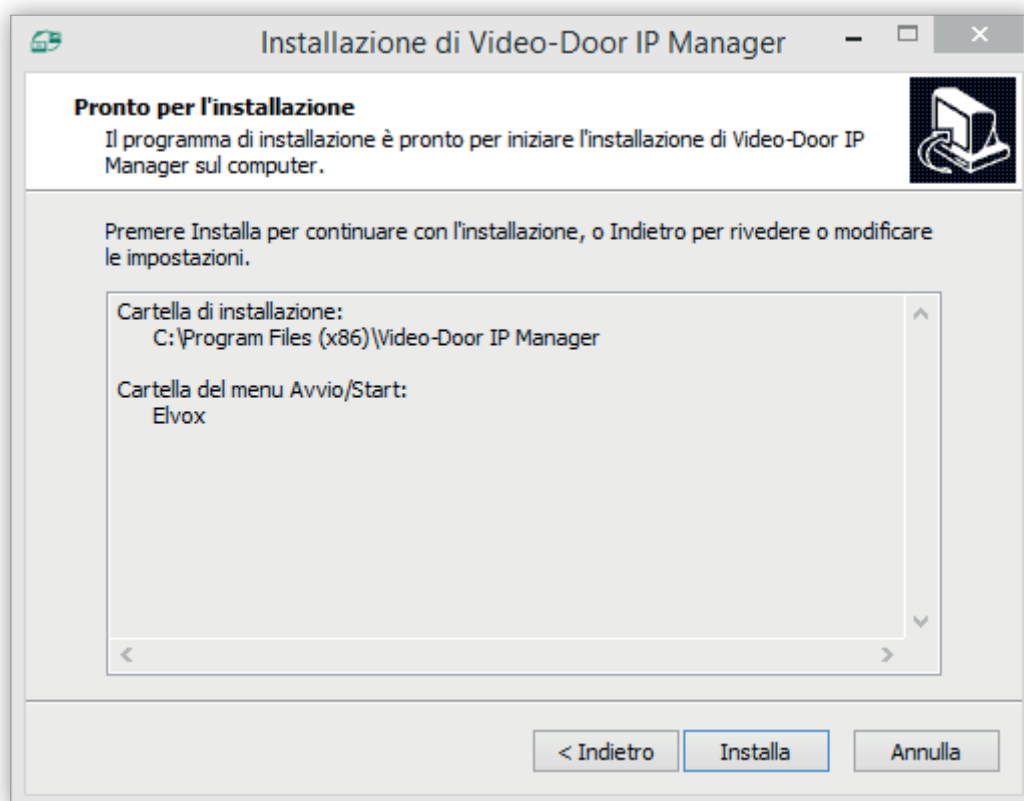 Installazione di Video-Door IP Manager
Pronto per l'installazione
Il programma di installazione è pronto per iniziare l'installazione di Video-Door IP
Manager sul computer.
Premere Installa per continuare con l'installazione, o Indietro per rivedere o modificare
le impostazioni.
Cartella di installazione:
C:\Program Files (x86)\Video-Door IP Manager
Cartella del menu Avvio/Start:
Elvox
< Indietro
Installa
Annulla